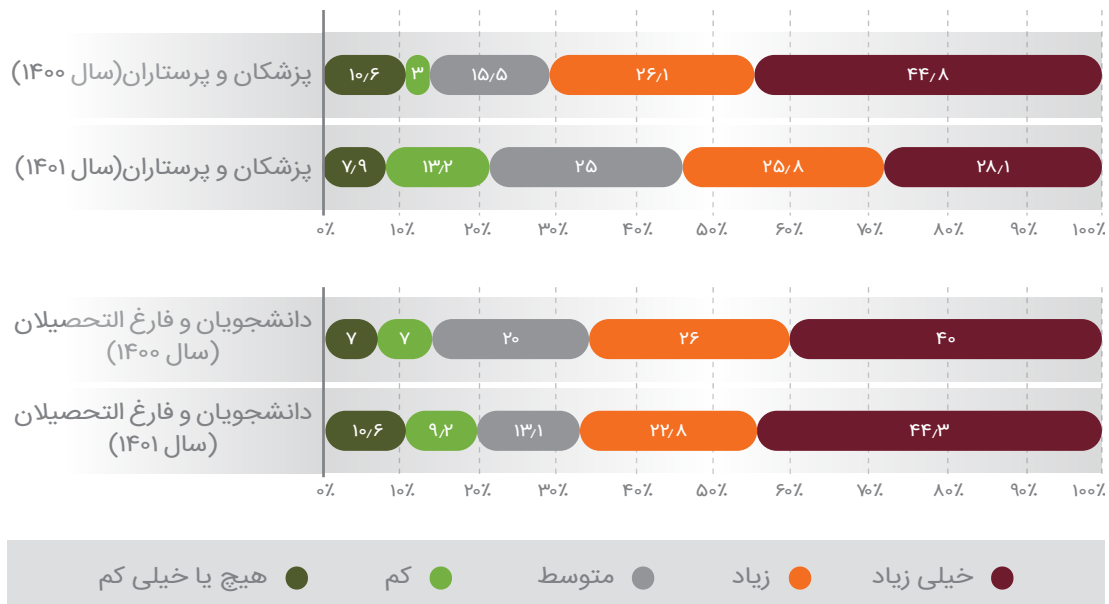 پزشکان و پرستاران(سال ۱۴۰۰)
۱۰٫۶ ۳ ۱۵٫۵ ۲۶٫۱ ۴۴٫۸
پزشکان و پرستاران(سال ۱۴۰۱)
۷٫۹ ۱۳٫۲ ۲۵ ۲۵٫۸ ۲۸٫۱
۰٪ ۱۰٪ ۲۰٪ ۳۰٪ ۴۰٪ ۵۰٪ ۶۰٪ ۷۰٪ ۸۰٪ ۹۰٪ ۱۰۰٪
دانشجویان و فارغ التحصیلان
(سال ۱۴۰۰)
۷ ۷ ۲۰ ۲۶ ۴۰
دانشجویان و فارغ التحصیلان
(سال ۱۴۰۱)
۱۰٫۶ ۹٫۲ ۱۳٫۱ ۲۲٫۸ ۴۴٫۳
۰٪ ۱۰٪ ۲۰٪ ۳۰٪ ۴۰٪ ۵۰٪ ۶۰٪ ۷۰٪ ۸۰٪ ۹۰٪ ۱۰۰٪
خیلی زیاد زیاد متوسط کم هیچ یا خیلی کم